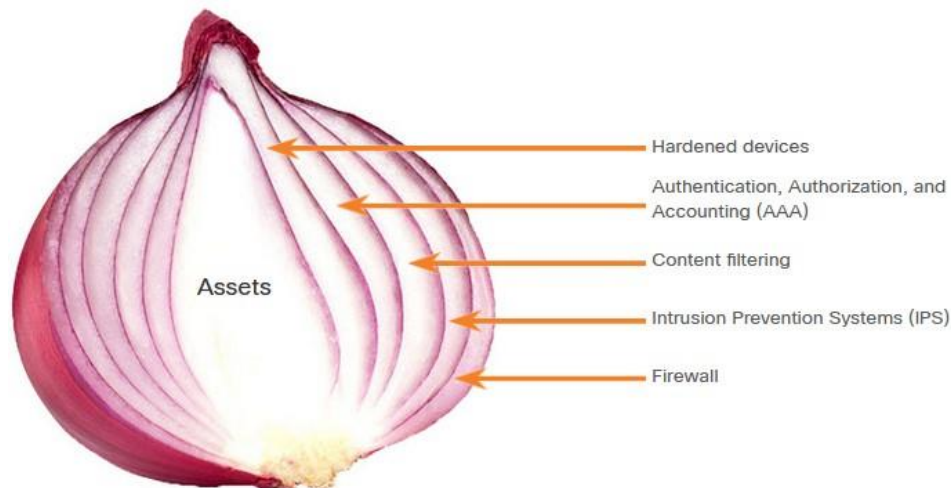 Hardened devices
Authentication, Authorization, and
Accounting (AAA)
Content filtering
Assets
Intrusion Prevention Systems (IPS)
Firewall